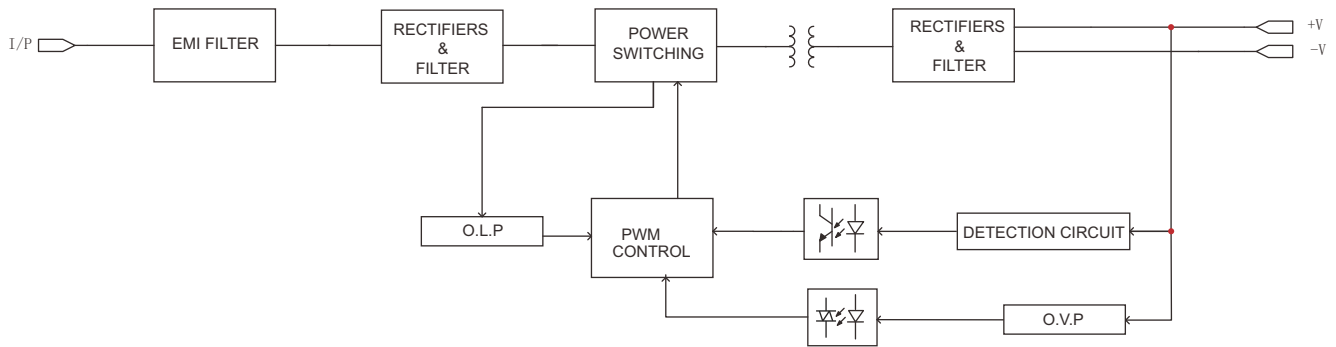 I/P
EMI FILTER
RECTIFIERS
&
FILTER
POWER
SWITCHING
RECTIFIERS
&
FILTER
+V
-V
O.L.P
PWM
CONTROL
DETECTION CIRCUIT
O.V.P